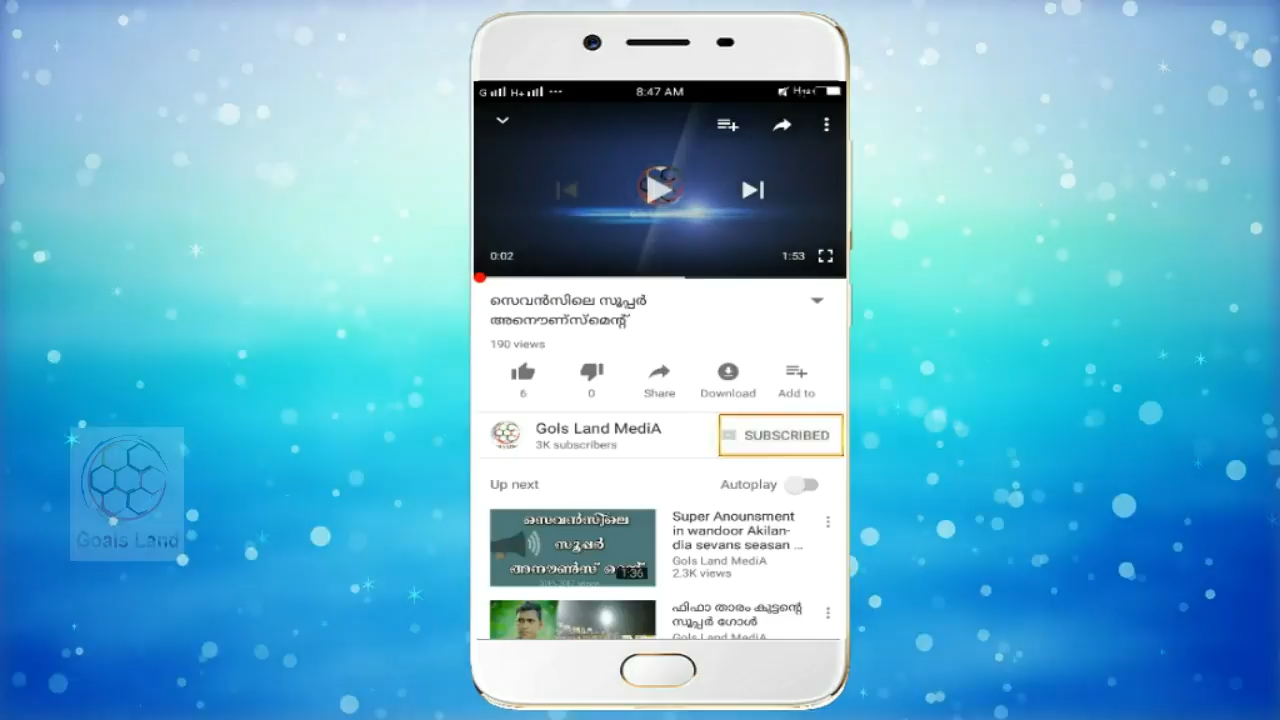 G H+ 8:47 AM
0:02 1:53
സെവൻസിലെ സൂപ്പർ
അനൌണ്സ്മെന്റ്
190 views
6 0 Share Download Add to
Gols Land MediA
3K subscribers
SUBSCRIBED
Up next Autoplay
സെവൻസിലെ
സൂപ്പർ
1:36
Super Anounsment
in wandoor Akilan-
dia sevans seasan ...
Gols Land MediA
2.3K views
ഫിഫാ താരം കുട്ടന്റെ
സൂപ്പർ ഗോൾ
Gols Land MediA
Goals Land